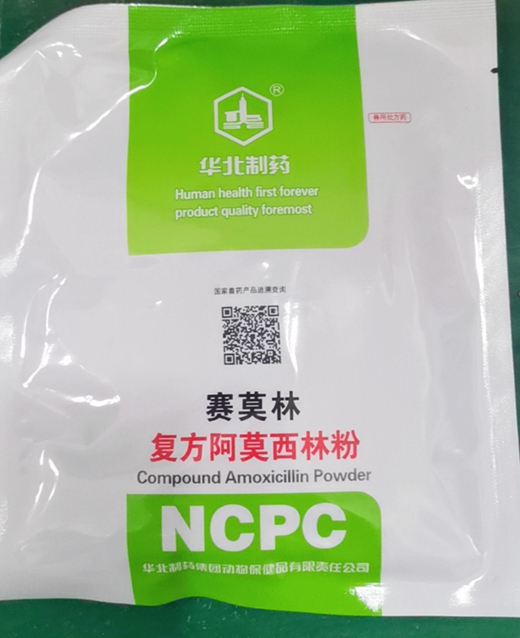 ®
兽用处方药
华北制药
Human health first forever
product quality foremost
国家兽药产品追溯查询
赛莫林
复方阿莫西林粉
Compound Amoxicillin Powder
NCPC
华北制药集团动物保健品有限责任公司